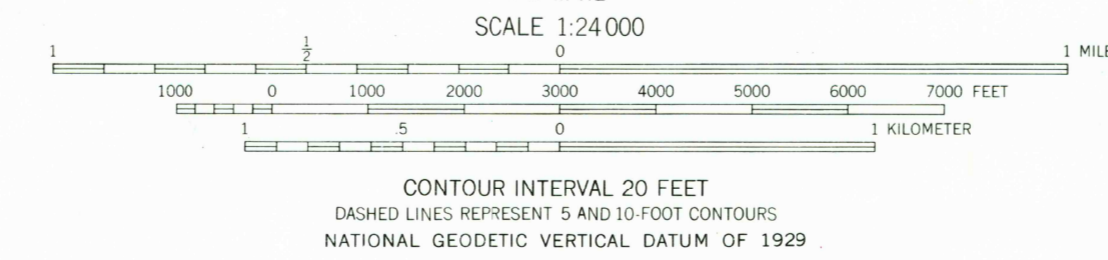 SCALE 1:24 000
1 1/2 0 1 MILE
1000 0 1000 2000 3000 4000 5000 6000 7000 FEET
1 .5 0 1 KILOMETER
CONTOUR INTERVAL 20 FEET
DASHED LINES REPRESENT 5 AND 10-FOOT CONTOURS
NATIONAL GEODETIC VERTICAL DATUM OF 1929